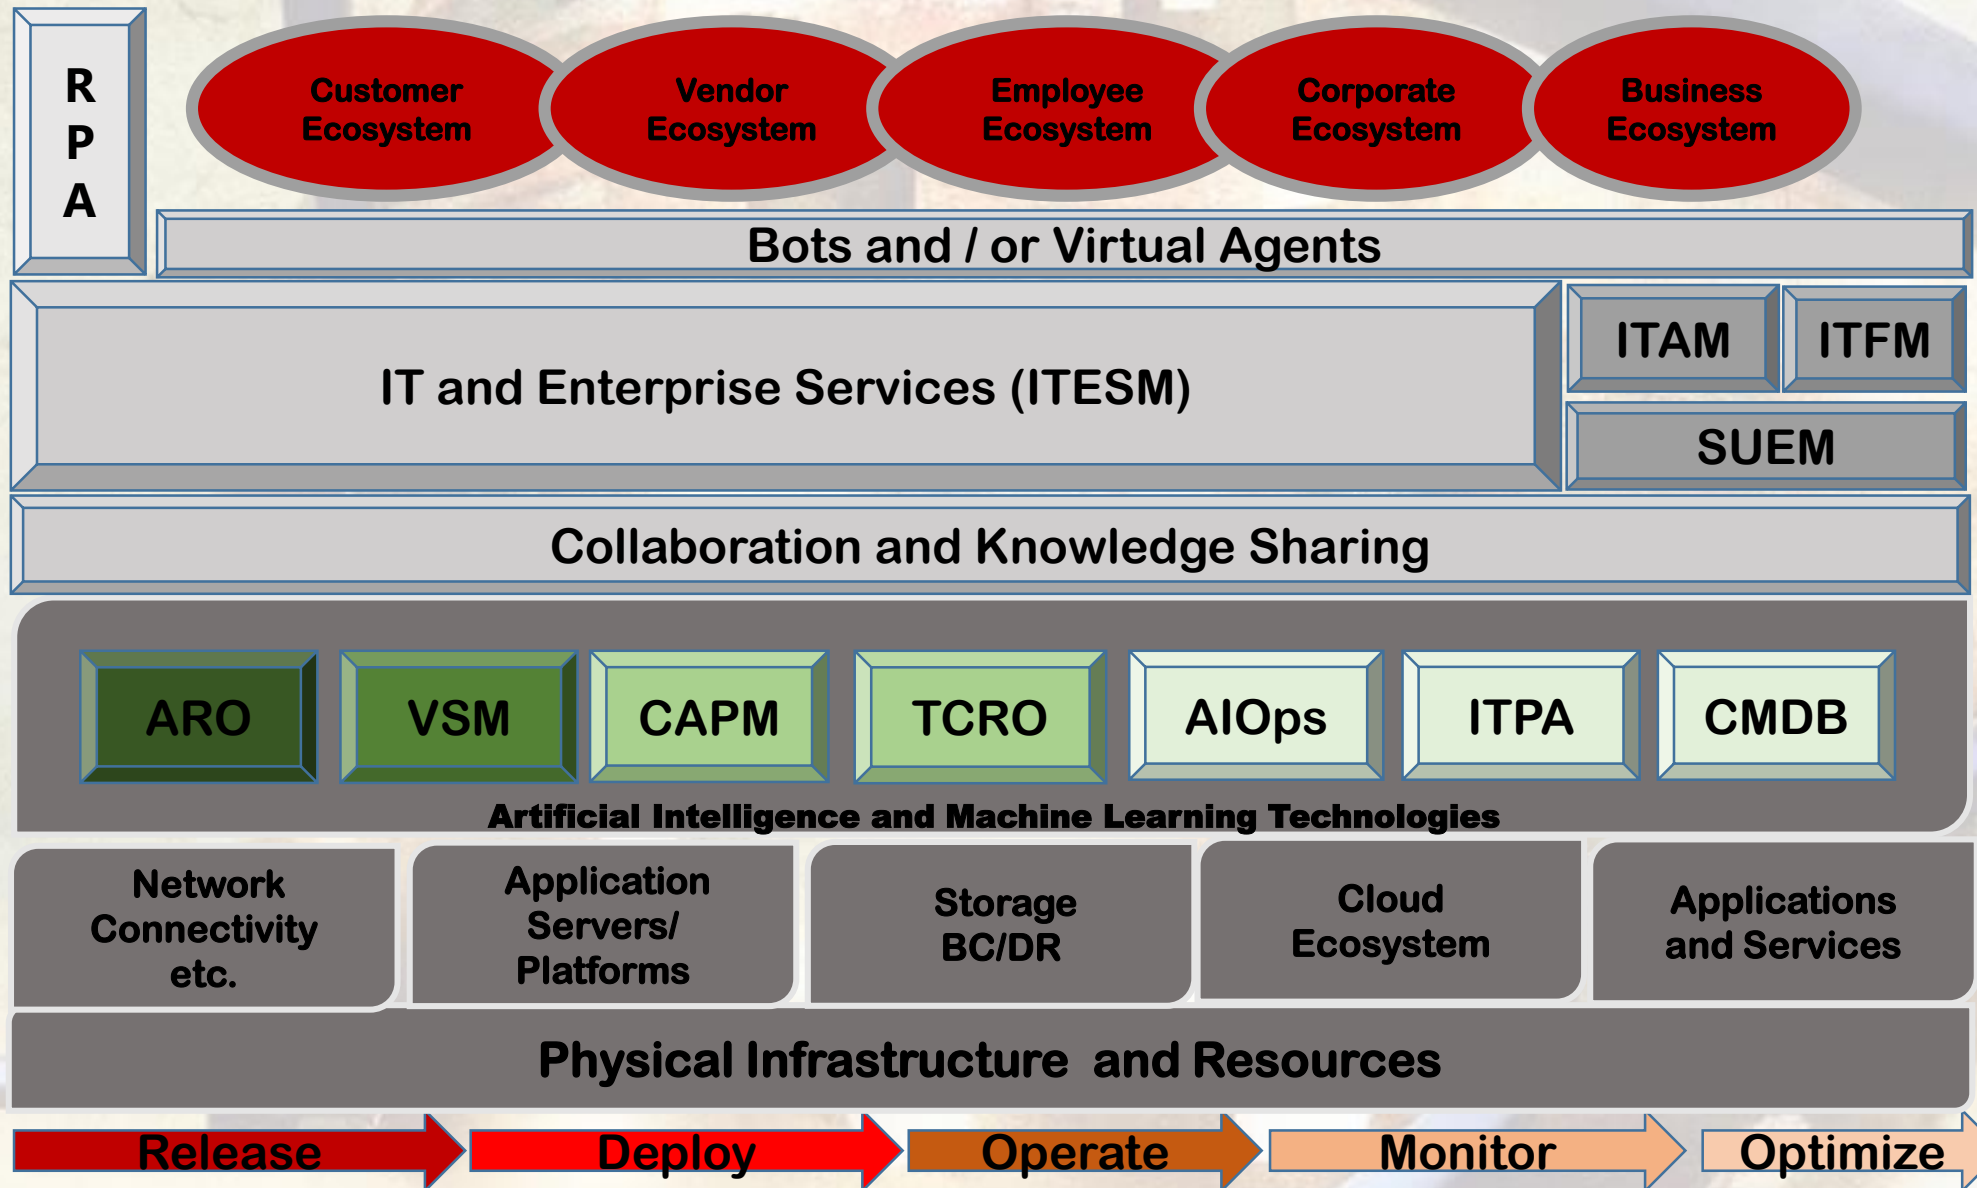 R
P
A
Customer
Ecosystem
Vendor
Ecosystem
Employee
Ecosystem
Corporate
Ecosystem
Business
Ecosystem
Bots and / or Virtual Agents
IT and Enterprise Services (ITESM)
ITAM
ITFM
SUEM
Collaboration and Knowledge Sharing
ARO
VSM
CAPM
TCRO
AIOps
ITPA
CMDB
Artificial Intelligence and Machine Learning Technologies
Network
Connectivity
etc.
Application
Servers/
Platforms
Storage
BC/DR
Cloud
Ecosystem
Applications
and Services
Physical Infrastructure and Resources
Release
Deploy
Operate
Monitor
Optimize